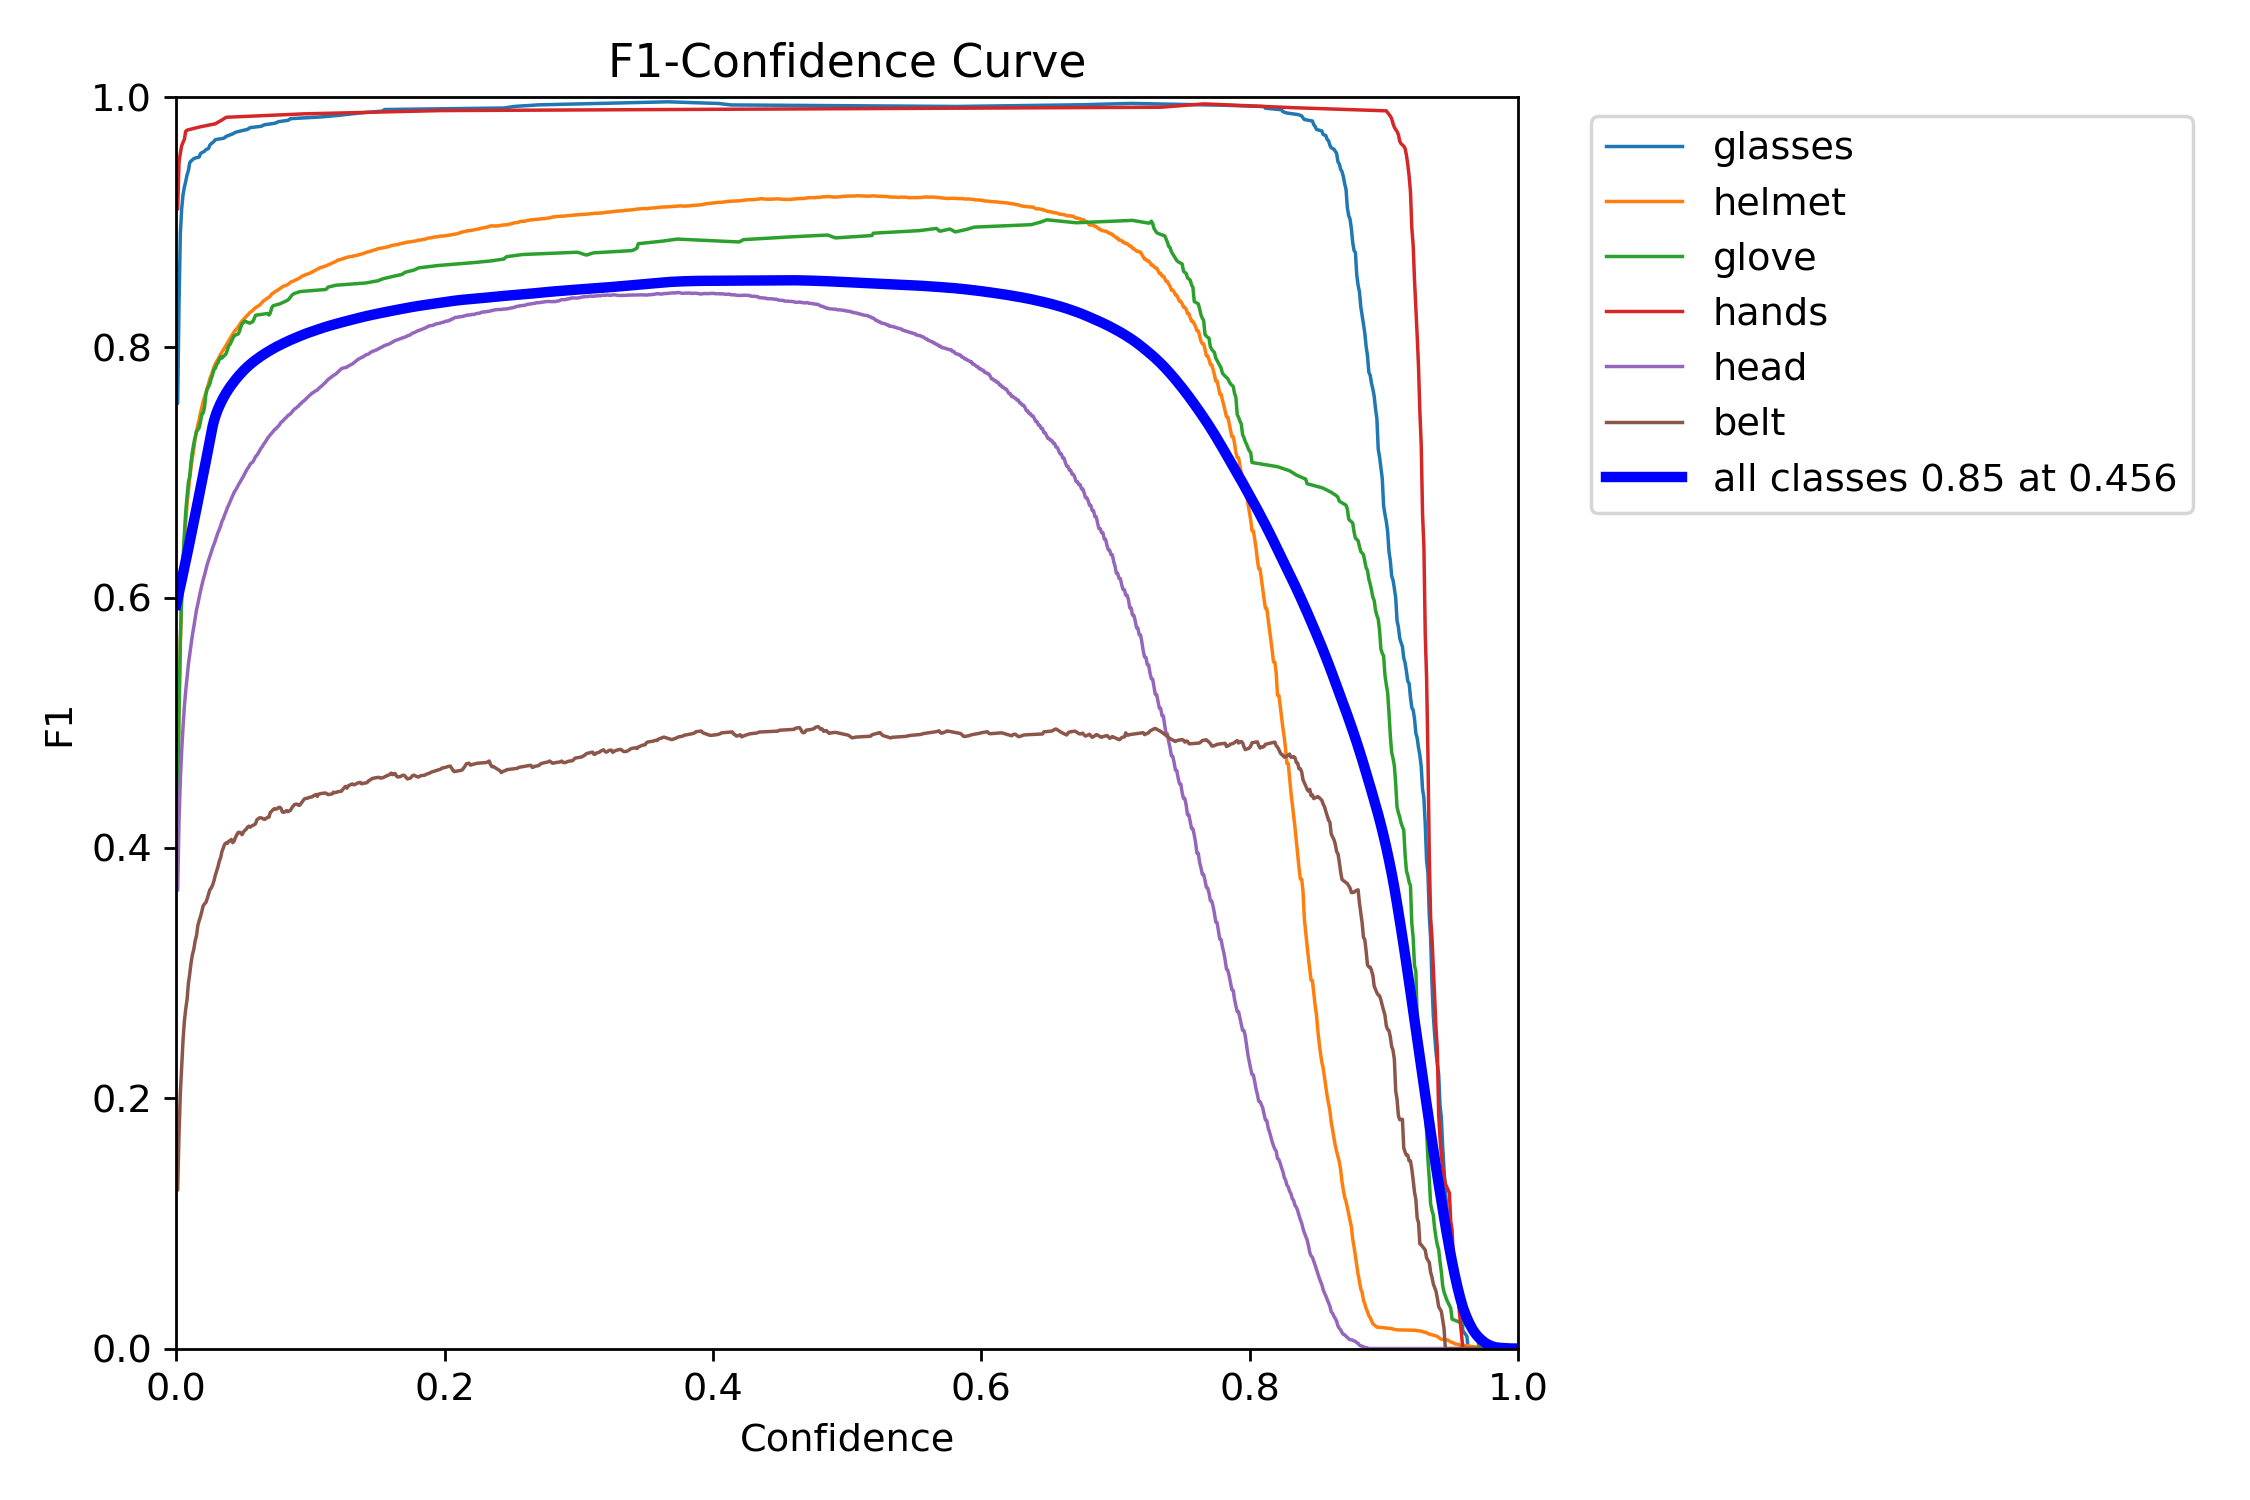 F1-Confidence Curve
1.0
0.8
0.6
0.4
0.2
0.0
F1
0.0 0.2 0.4 0.6 0.8 1.0
Confidence
glasses
helmet
glove
hands
head
belt
all classes 0.85 at 0.456